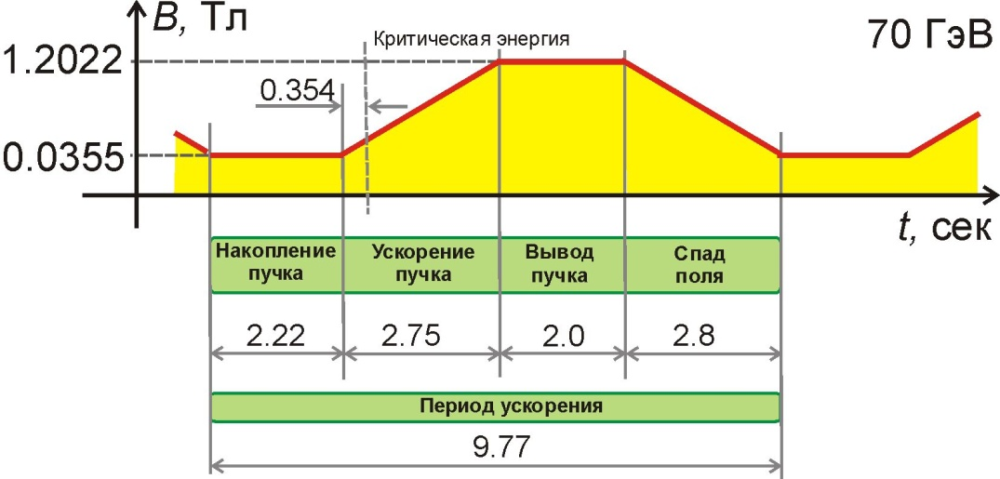 B, Тл
70 ГэВ
Критическая энергия
1.2022
0.354
0.0355
t, сек
Накопление
пучка
Ускорение
пучка
Вывод
пучка
Спад
поля
2.22
2.75
2.0
2.8
Период ускорения
9.77